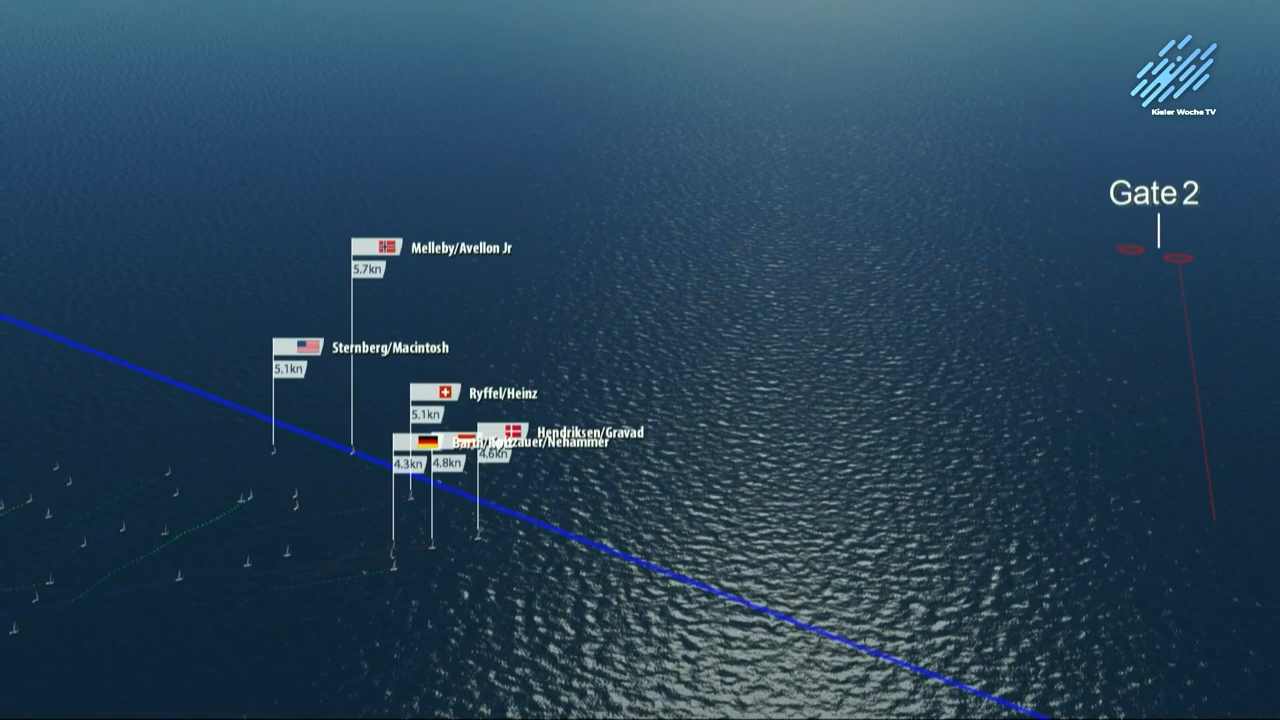 Kieler Woche TV
Gate 2
Melleby/Avellon Jr
5.7kn
Sternberg/Macintosh
5.1kn
Ryffel/Heinz
5.1kn
Hendriksen/Gravad
4.6kn
4.3kn
4.8kn